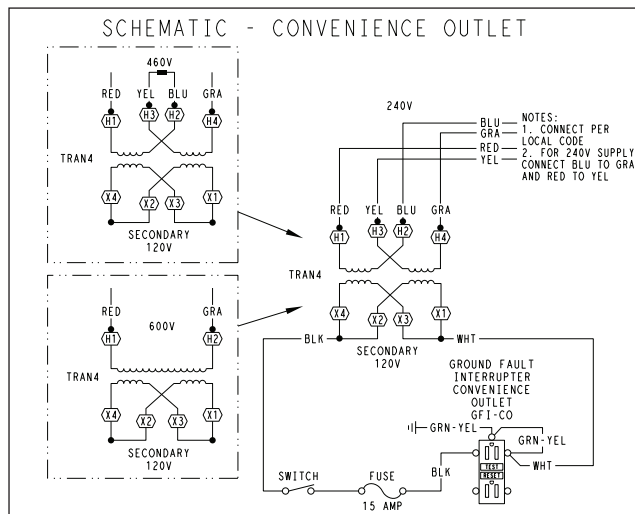 SCHEMATIC - CONVENIENCE OUTLET
460V
RED YEL BLU GRA
H1 H3 H2 H4
TRAN4
X4 X2 X3 X1
SECONDARY
120V
RED GRA
600V
H1 H2
TRAN4
X4 X2 X3 X1
SECONDARY
120V
240V
BLU
GRA
RED
YEL
NOTES:
1. CONNECT PER
LOCAL CODE
2. FOR 240V SUPPLY
CONNECT BLU TO GRA
AND RED TO YEL
RED YEL BLU GRA
H1 H3 H2 H4
TRAN4
X4 X2 X3 X1
BLK
WHT
SECONDARY
120V
GROUND FAULT
INTERRUPTER
CONVENIENCE
OUTLET
GFI-CO
GRN-YEL
GRN-YEL
WHT
BLK
TEST
RESET
SWITCH
FUSE
15 AMP